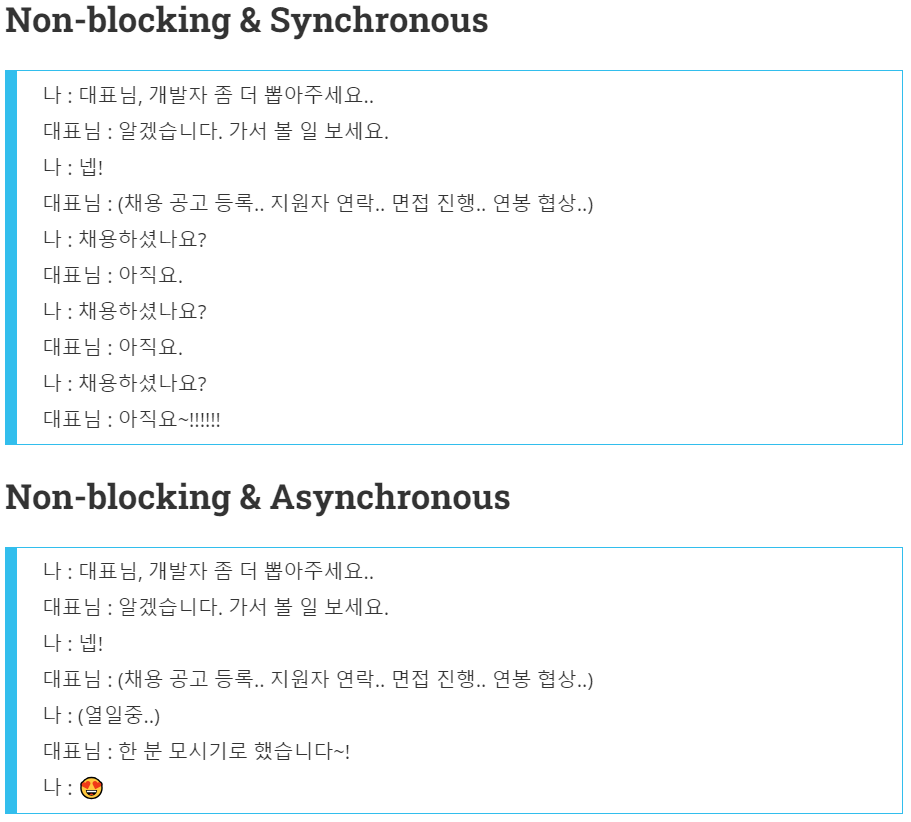 Non-blocking & Synchronous
나 : 대표님, 개발자 좀 더 뽑아주세요..
대표님 : 알겠습니다. 가서 볼 일 보세요.
나 : 넵!
대표님 : (채용 공고 등록.. 지원자 연락.. 면접 진행.. 연봉 협상..)
나 : 채용하셨나요?
대표님 : 아직요.
나 : 채용하셨나요?
대표님 : 아직요.
나 : 채용하셨나요?
대표님 : 아직요~!!!!!!
Non-blocking & Asynchronous
나 : 대표님, 개발자 좀 더 뽑아주세요..
대표님 : 알겠습니다. 가서 볼 일 보세요.
나 : 넵!
대표님 : (채용 공고 등록.. 지원자 연락.. 면접 진행.. 연봉 협상..)
나 : (열일중..)
대표님 : 한 분 모시기로 했습니다~!
나 : 😍